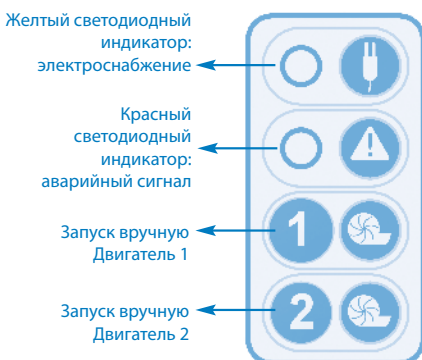 Желтый светодиодный
индикатор:
электроснабжение
Красный
светодиодный
индикатор:
аварийный сигнал
1
Запуск вручную
Двигатель 1
2
Запуск вручную
Двигатель 2